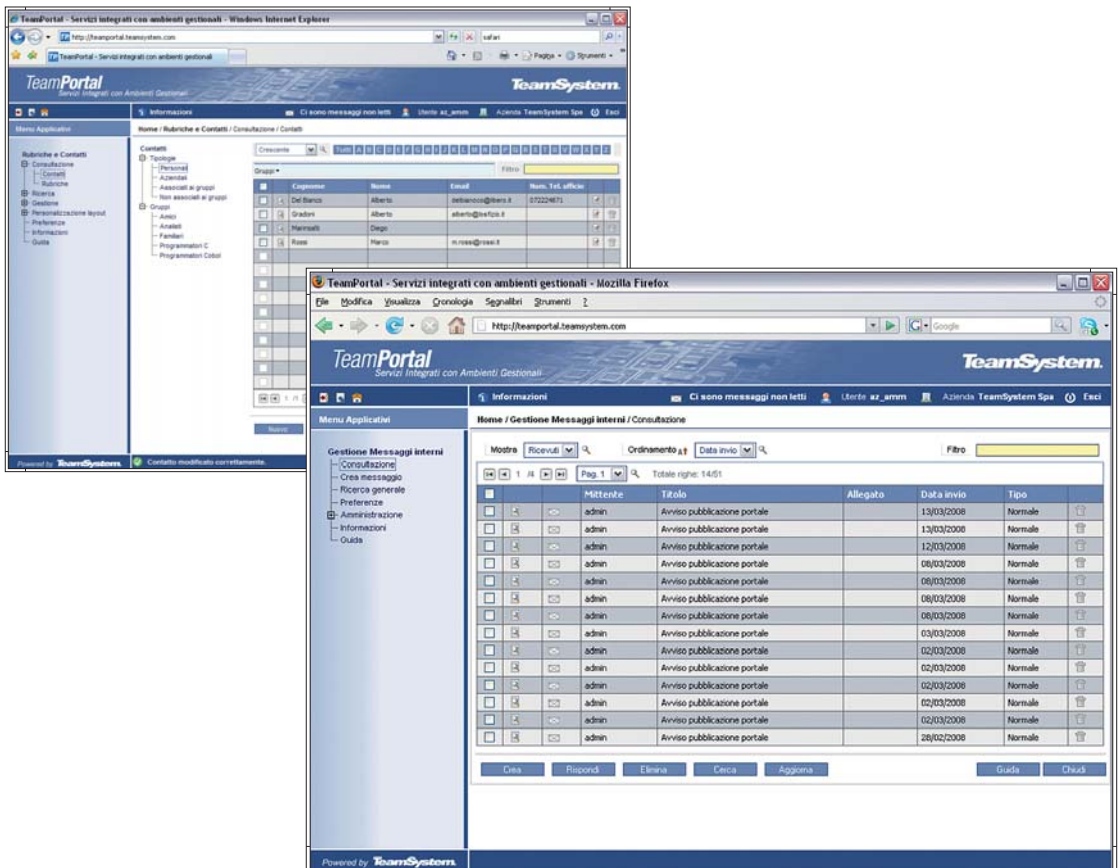 TeamPortal - Servizi integrati con ambienti gestionali - Windows Internet Explorer
http://teamportal.teamsystem.com
safari
TeamPortal - Servizi integrati con ambienti gestionali
Pagina
Strumenti
TeamPortal
Servizi Integrati con Ambienti Gestionali
TeamSystem.
Informazioni
Ci sono messaggi non letti
Utente az_amm
Azienda TeamSystem Spa
Esci
Menu Applicativi
Home / Rubriche e Contatti / Consultazione / Contatti
Rubriche e Contatti
Consultazione
Contatti
Rubriche
Ricerca
Gestione
Personalizzazione layout
Preferenze
Informazioni
Guida
Contatti
Tipologie
Personali
Aziendali
Associati ai gruppi
Non associati ai gruppi
Gruppi
Amici
Analisti
Familiari
Programmatori C
Programmatori Cobol
Crescente
Tutti A B C D E F G H I J K L M N O P Q R S T U V W X Y Z
Gruppi
Filtro
Cognome Nome Email Num. Tel. ufficio
Del Bianco Alberto 072224671
Gradoni Alberto
Diego
Rossi Marco m.rossi@rossi.it
Nuovo
Powered by TeamSystem.
Contatto modificato correttamente.
TeamPortal - Servizi integrati con ambienti gestionali - Mozilla Firefox
File Modifica Visualizza Cronologia Segnalibri Strumenti ?
http://teamportal.teamsystem.com
Google
TeamPortal
Servizi Integrati con Ambienti Gestionali
TeamSystem.
Informazioni
Ci sono messaggi non letti
Utente az_amm
Azienda TeamSystem Spa
Esci
Menu Applicativi
Home / Gestione Messaggi interni / Consultazione
Gestione Messaggi interni
Consultazione
Crea messaggio
Ricerca generale
Preferenze
Amministrazione
Informazioni
Guida
Mostra Ricevuti Ordinamento Data invio Filtro
1 /4 Pag. 1 Totale righe: 14/51
Mittente Titolo Allegato Data invio Tipo
admin Avviso pubblicazione portale 13/03/2008 Normale
admin Avviso pubblicazione portale 13/03/2008 Normale
admin Avviso pubblicazione portale 12/03/2008 Normale
admin Avviso pubblicazione portale 08/03/2008 Normale
admin Avviso pubblicazione portale 08/03/2008 Normale
admin Avviso pubblicazione portale 08/03/2008 Normale
admin Avviso pubblicazione portale 08/03/2008 Normale
admin Avviso pubblicazione portale 03/03/2008 Normale
admin Avviso pubblicazione portale 02/03/2008 Normale
admin Avviso pubblicazione portale 02/03/2008 Normale
admin Avviso pubblicazione portale 02/03/2008 Normale
admin Avviso pubblicazione portale 02/03/2008 Normale
admin Avviso pubblicazione portale 02/03/2008 Normale
admin Avviso pubblicazione portale 28/02/2008 Normale
Crea Rispondi Elimina Cerca Aggiorna Guida Chiudi
Powered by TeamSystem.